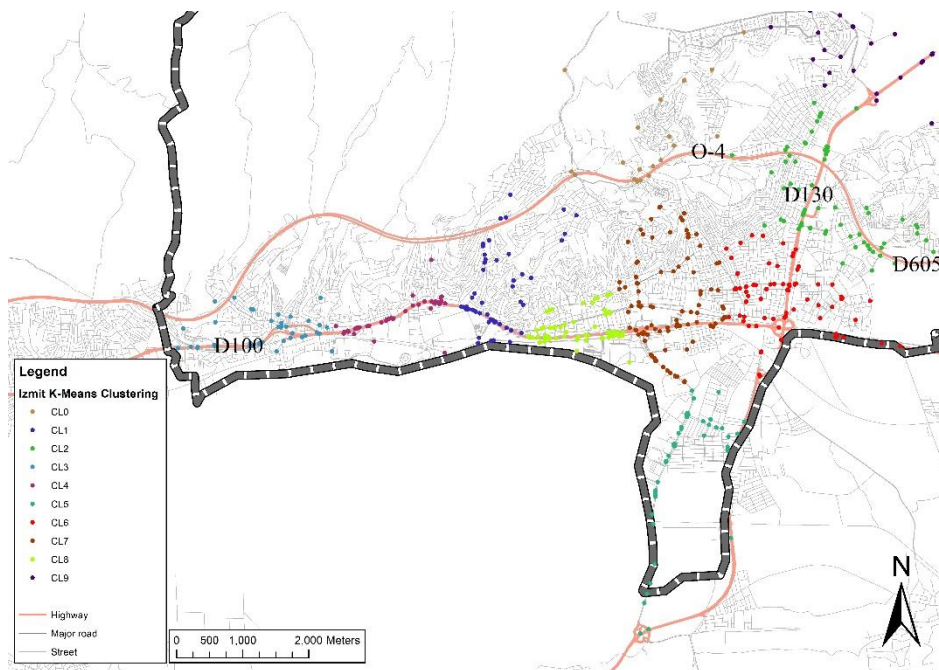 O-4
D130
D605
D100
N
Legend
Izmit K-Means Clustering
CL0
CL1
CL2
CL3
CL4
CL5
CL6
CL7
CL8
CL9
Highway
Major road
Street
0 500 1,000 2,000 Meters